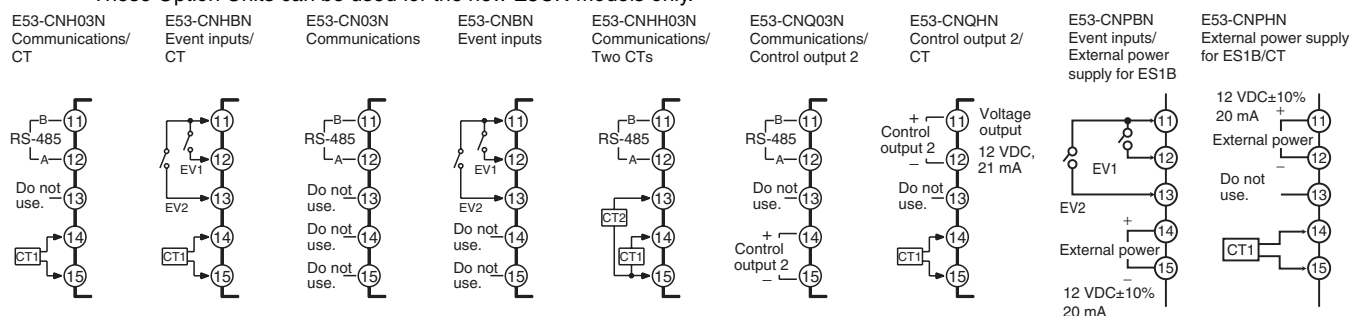 These Option Units can be used for the new E5CN models only.
E53-CNH03N
Communications/
CT
B
RS-485
A
Do not
use.
CT1
11
12
13
14
15
E53-CNHBN
Event inputs/
CT
EV1
EV2
CT1
11
12
13
14
15
E53-CN03N
Communications
B
RS-485
A
Do not
use.
Do not
use.
Do not
use.
11
12
13
14
15
E53-CNBN
Event inputs
EV1
EV2
Do not
use.
Do not
use.
11
12
13
14
15
E53-CNHH03N
Communications/
Two CTs
B
RS-485
A
CT2
CT1
11
12
13
14
15
E53-CNQ03N
Communications/
Control output 2
B
RS-485
A
Do not
use.
+
Control
output 2
−
11
12
13
14
15
E53-CNQHN
Control output 2/
CT
+
Control
output 2
−
Do not
use.
CT1
11
12
13
14
15
Voltage
output
12 VDC,
21 mA
E53-CNPBN
Event inputs/
External power
supply for ES1B
EV1
EV2
+
External power
−
12 VDC±10%
20 mA
11
12
13
14
15
E53-CNPHN
External power supply
for ES1B/CT
12 VDC±10%
20 mA
+
External power
−
Do not
use.
CT1
11
12
13
14
15